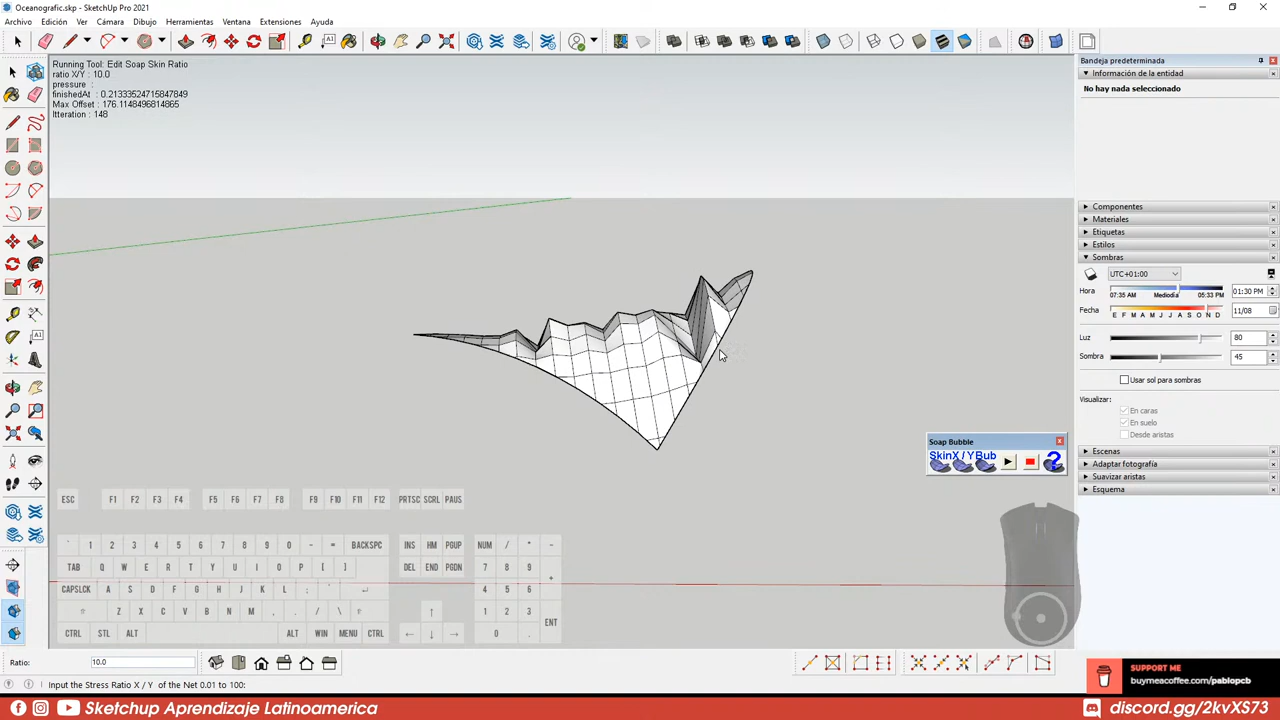 Oceanografic.skp - SketchUp Pro 2021
Archivo Edición Ver Cámara Dibujo Herramientas Ventana Extensiones Ayuda
Running Tool: Edit Soap Skin Ratio
ratio X/Y : 10.0
pressure :
finishedAt : 0.21333524715847849
Max Offset : 176.1148496814865
Itteration : 148
Bandeja predeterminada
Información de la entidad
No hay nada seleccionado
Componentes
Materiales
Etiquetas
Estilos
Sombras
UTC+01:00
Hora
07:35 AM Mediodía 05:33 PM
01:30 PM
Fecha
E F M A M J J A S O N D
11/08
Luz
80
Sombra
45
Usar sol para sombras
Visualizar:
En caras
En suelo
Desde aristas
Escenas
Adaptar fotografía
Suavizar aristas
Esquema
Soap Bubble
SkinX / YBub
?
ESC F1 F2 F3 F4 F5 F6 F7 F8 F9 F10 F11 F12 PRTSC SCRL PAUS
` 1 2 3 4 5 6 7 8 9 0 - = BACKSPC INS HM PGUP NUM / * -
TAB Q W E R T Y U I O P [ ] DEL END PGDN 7 8 9 +
CAPSLCK A S D F G H J K L ; ' 4 5 6
Z X C V B N M , . / \ 1 2 3 ENT
CTRL STL ALT ALT WIN MENU CTRL 0 .
Ratio: 10.0
Input the Stress Ratio X / Y of the Net 0.01 to 100:
SUPPORT ME
buymeacoffee.com/pablopcb
Sketchup Aprendizaje Latinoamerica
discord.gg/2kvXS73